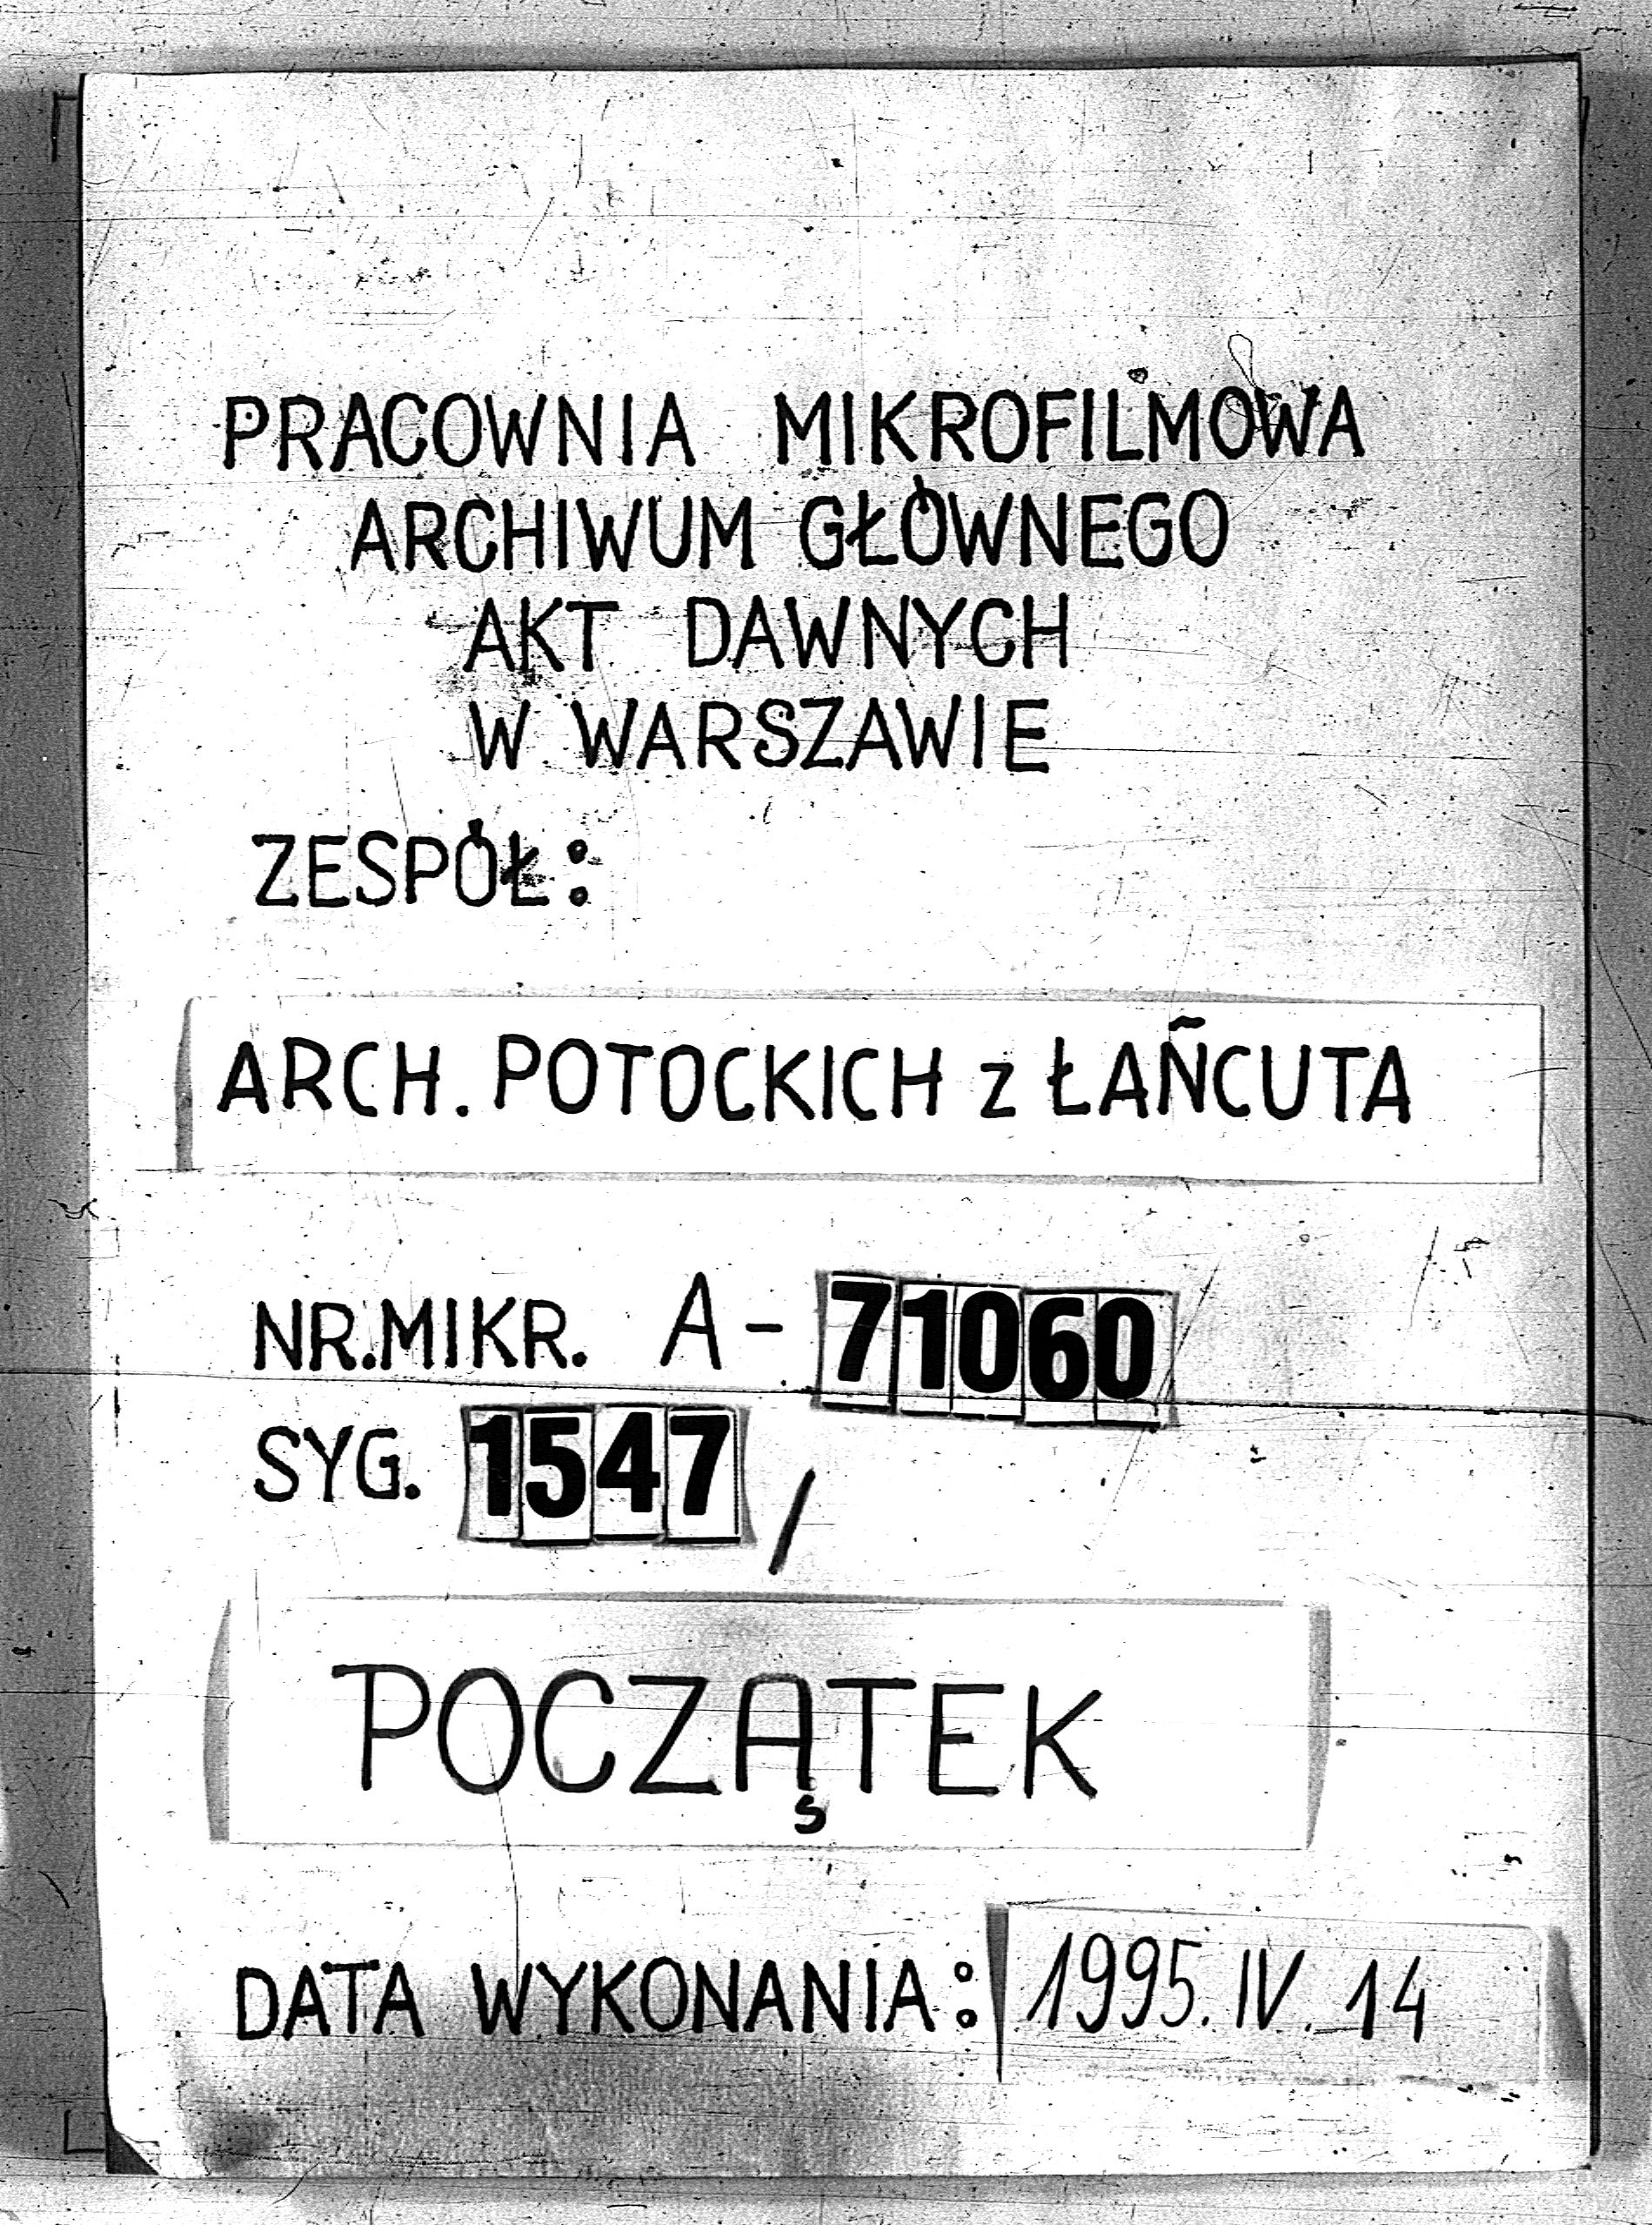 PRACOWNIA MIKROFILMOWA
ARCHIWUM GŁÓWNEGO
AKT DAWNYCH
W WARSZAWIE
ZESPÓŁ:
ARCH. POTOCKICH z ŁAŃCUTA
NR.MIKR. A-71060
SYG. 1547/
POCZĄTEK
DATA WYKONANIA: 1995.IV.14